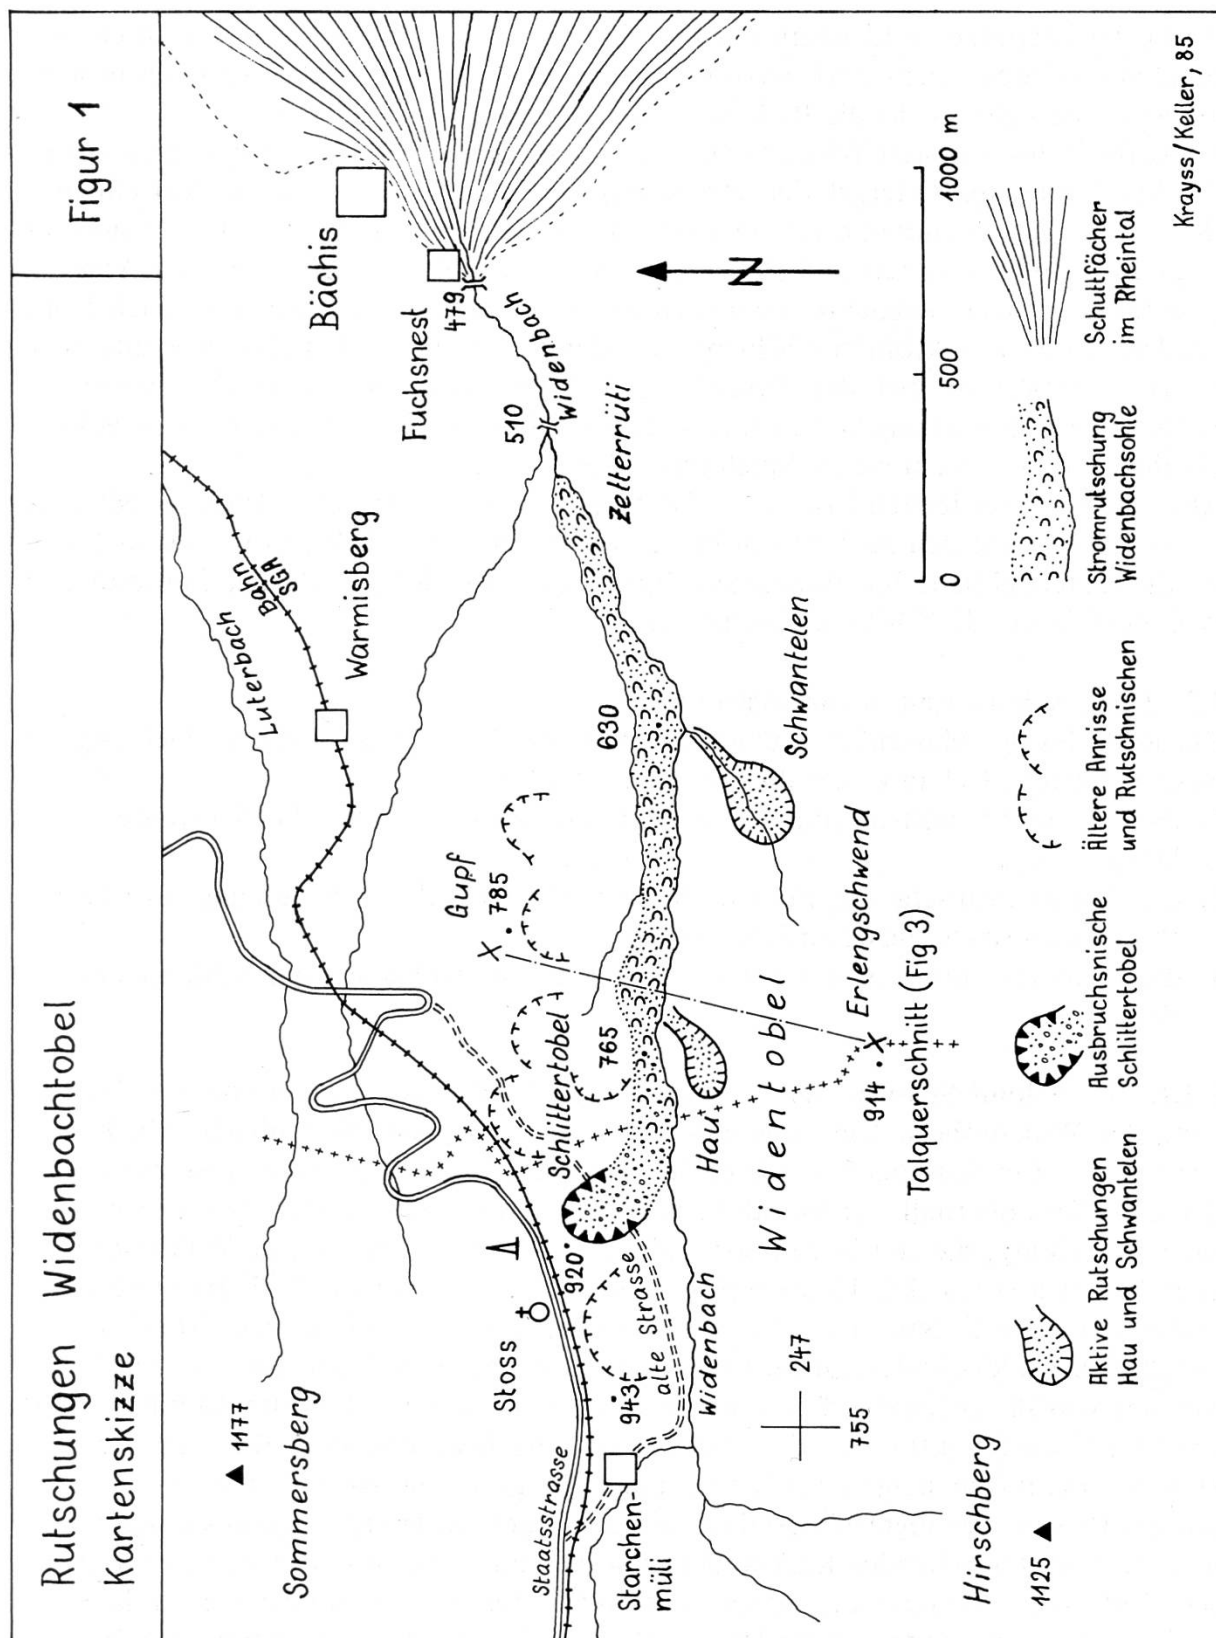 Rutschungen Widenbachtobel
Kartenskizze
Figur 1
1177
Sommersberg
Luterbach
Bahn
SGA
Warmisberg
Bächis
Fuchsnest
479
Widenbach
510
Zelterrüti
Staatsstrasse
Stoss
920
943
alte Strasse
Starchen-
müli
Widenbach
Schlittertobel
765
Gupf
785
630
Hau
Schwantelen
Widentobel
Erlengschwend
914
Talquerschnitt (Fig 3)
247
755
Hirschberg
1125
N
0
500
1000 m
Aktive Rutschungen
Hau und Schwantelen
Ausbruchsnische
Schlittertobel
Ältere Anrisse
und Rutschnischen
Stromrutschung
Widenbachsohle
Schuttfächer
im Rheintal
Krayss/Keller, 85